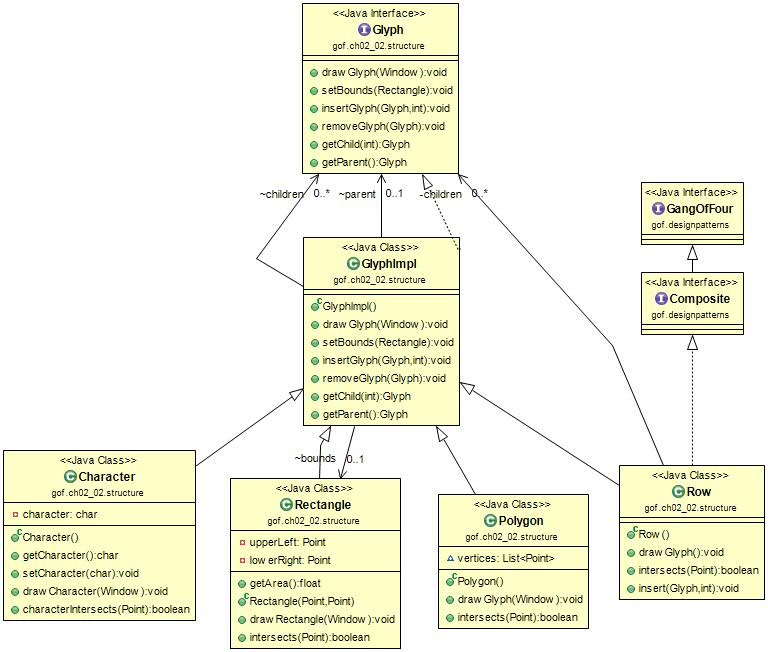 <<Java Interface>>
Glyph
gof.ch02_02.structure
drawGlyph(Window):void
setBounds(Rectangle):void
insertGlyph(Glyph,int):void
removeGlyph(Glyph):void
getChild(int):Glyph
getParent():Glyph
~children 0..* ~parent 0..1 -children 0..*
<<Java Interface>>
GangOfFour
gof.designpatterns
<<Java Interface>>
Composite
gof.designpatterns
<<Java Class>>
GlyphImpl
gof.ch02_02.structure
GlyphImpl()
drawGlyph(Window):void
setBounds(Rectangle):void
insertGlyph(Glyph,int):void
removeGlyph(Glyph):void
getChild(int):Glyph
getParent():Glyph
~bounds 0..1
<<Java Class>>
Character
gof.ch02_02.structure
character: char
Character()
getCharacter():char
setCharacter(char):void
drawCharacter(Window):void
characterIntersects(Point):boolean
<<Java Class>>
Rectangle
gof.ch02_02.structure
upperLeft: Point
lowerRight: Point
getArea():float
Rectangle(Point,Point)
drawRectangle(Window):void
intersects(Point):boolean
<<Java Class>>
Polygon
gof.ch02_02.structure
vertices: List<Point>
Polygon()
drawGlyph(Window):void
intersects(Point):boolean
<<Java Class>>
Row
gof.ch02_02.structure
Row()
drawGlyph():void
intersects(Point):boolean
insert(Glyph,int):void